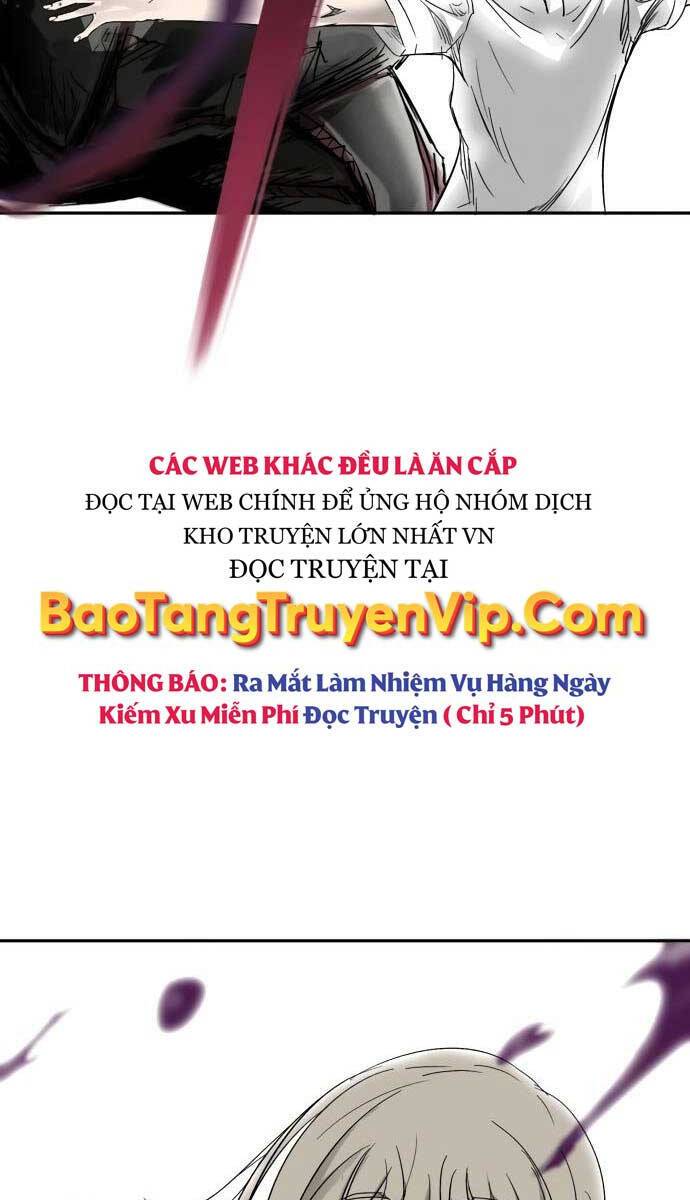 CÁC WEB KHÁC ĐỀU LÀ ĂN CẮP
ĐỌC TẠI WEB CHÍNH ĐỂ ỦNG HỘ NHÓM DỊCH
KHO TRUYỆN LỚN NHẤT VN
ĐỌC TRUYỆN TẠI
BaoTangTruyenVip.Com
THÔNG BÁO: Ra Mắt Làm Nhiệm Vụ Hàng Ngày
Kiếm Xu Miễn Phí Đọc Truyện ( Chỉ 5 Phút)